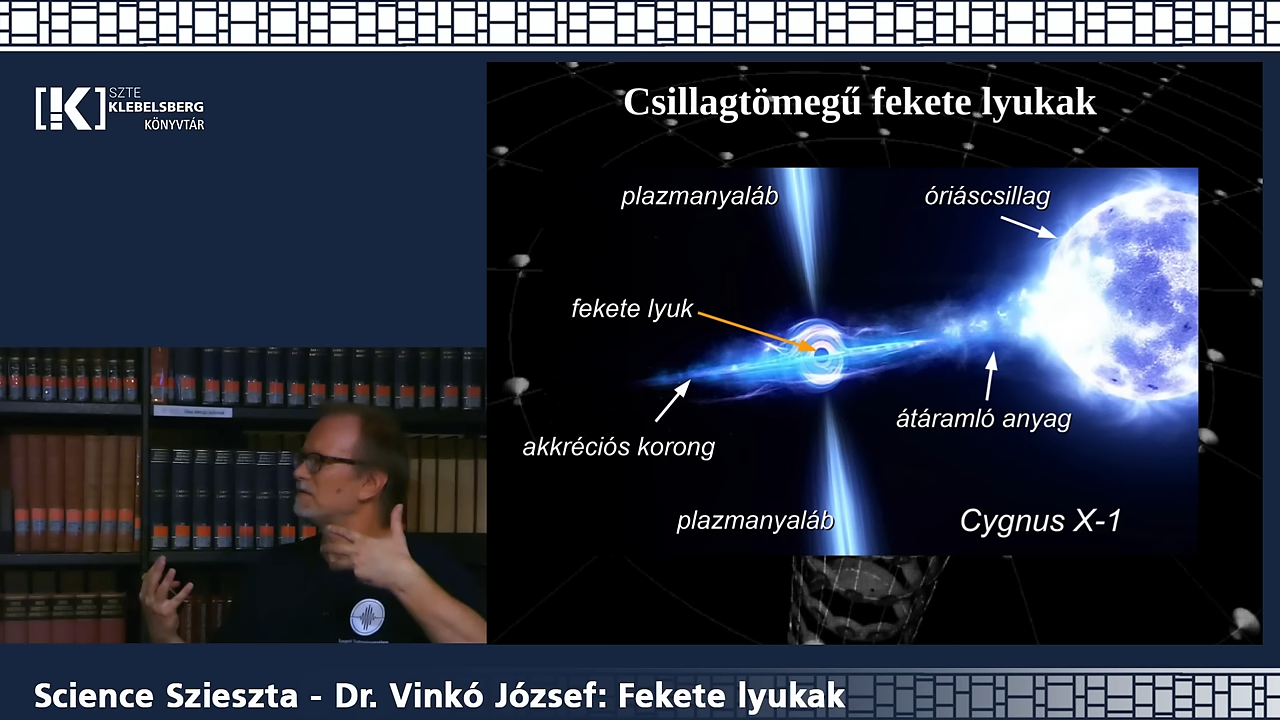 SZTE
KLEBELSBERG
KÖNYVTÁR
Csillagtömegű fekete lyukak
plazmanyaláb
óriáscsillag
fekete lyuk
átáramló anyag
akkréciós korong
plazmanyaláb
Cygnus X-1
Science Szieszta - Dr. Vinkó József: Fekete lyukak